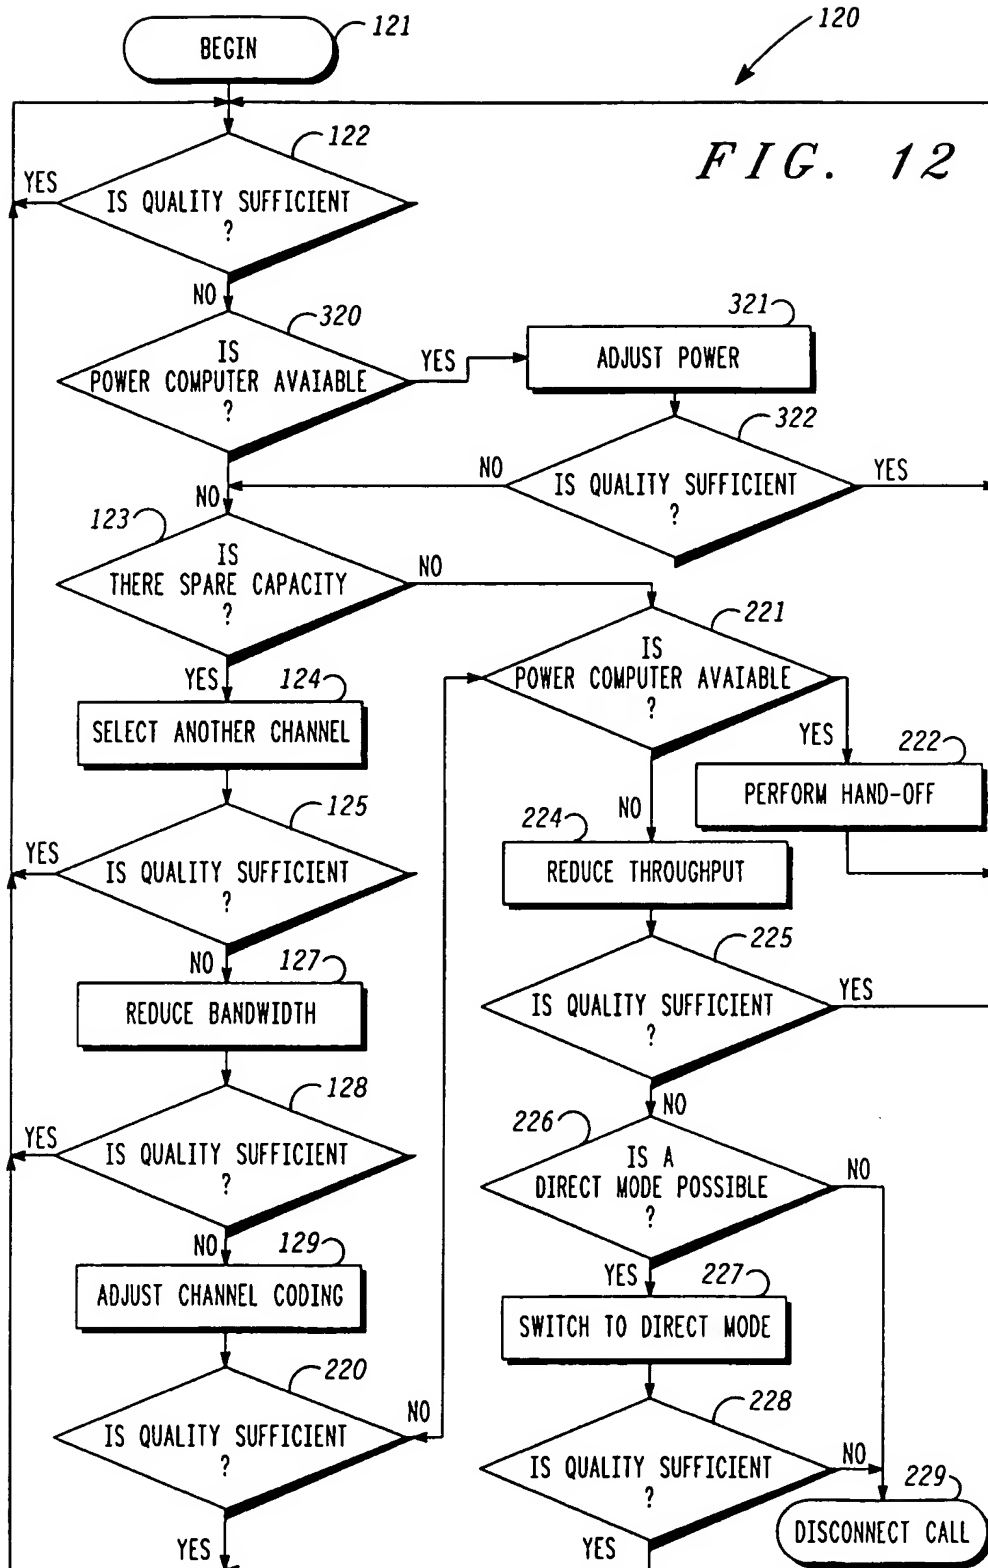 BEGIN
121
120
FIG. 12
122
YES
IS QUALITY SUFFICIENT
?
NO
320
IS
POWER COMPUTER AVAIABLE
?
YES
321
ADJUST POWER
322
NO
IS QUALITY SUFFICIENT
?
YES
NO
123
IS
THERE SPARE CAPACITY
?
NO
221
IS
POWER COMPUTER AVAIABLE
?
YES
124
SELECT ANOTHER CHANNEL
YES
222
PERFORM HAND-OFF
NO
224
REDUCE THROUGHPUT
125
YES
IS QUALITY SUFFICIENT
?
NO
127
REDUCE BANDWIDTH
225
IS QUALITY SUFFICIENT
?
YES
NO
128
YES
IS QUALITY SUFFICIENT
?
NO
129
ADJUST CHANNEL CODING
226
IS A
DIRECT MODE POSSIBLE
?
NO
YES
227
SWITCH TO DIRECT MODE
220
IS QUALITY SUFFICIENT
?
NO
YES
228
IS QUALITY SUFFICIENT
?
NO
YES
229
DISCONNECT CALL